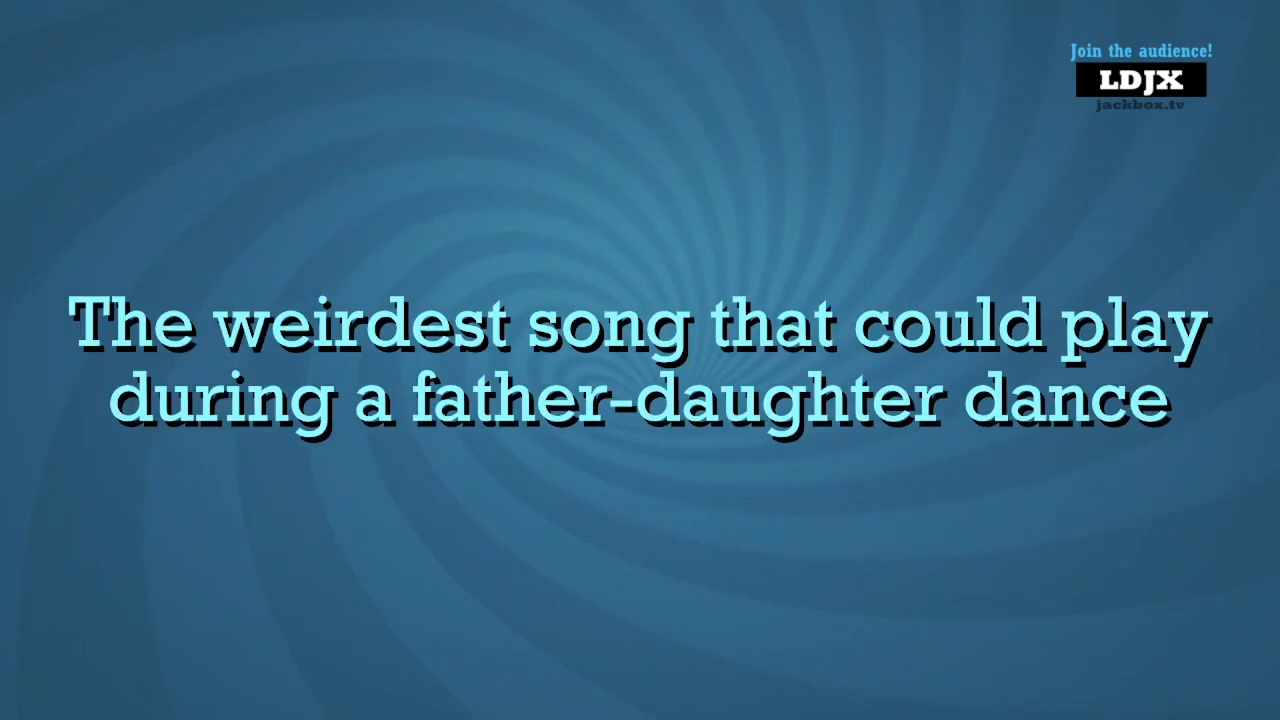 Join the audience!
LDJX
jackbox.tv
The weirdest song that could play
during a father-daughter dance